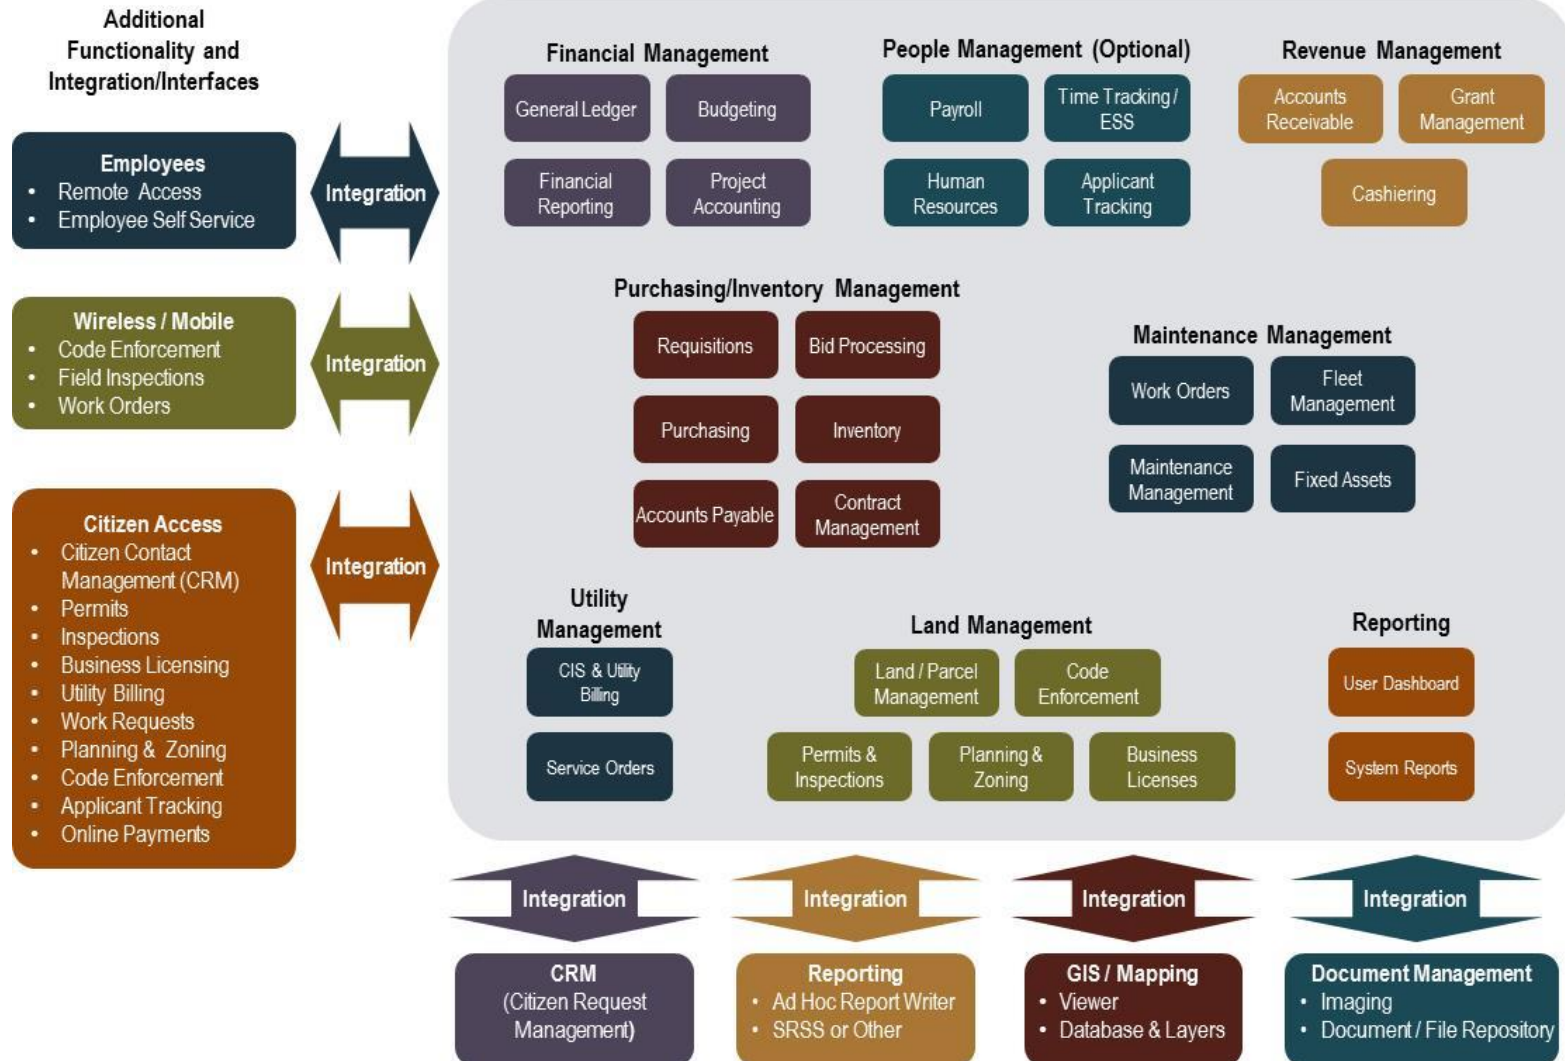 Additional
Functionality and
Integration/Interfaces
Employees
• Remote Access
• Employee Self Service
Integration
Wireless / Mobile
• Code Enforcement
• Field Inspections
• Work Orders
Integration
Citizen Access
• Citizen Contact
Management (CRM)
• Permits
• Inspections
• Business Licensing
• Utility Billing
• Work Requests
• Planning & Zoning
• Code Enforcement
• Applicant Tracking
• Online Payments
Integration
Financial Management
General Ledger
Budgeting
Financial
Reporting
Project
Accounting
People Management (Optional)
Payroll
Time Tracking /
ESS
Human
Resources
Applicant
Tracking
Revenue Management
Accounts
Receivable
Grant
Management
Cashiering
Purchasing/Inventory Management
Requisitions
Bid Processing
Purchasing
Inventory
Accounts Payable
Contract
Management
Maintenance Management
Work Orders
Fleet
Management
Maintenance
Management
Fixed Assets
Utility
Management
CIS & Utility
Billing
Service Orders
Land Management
Land / Parcel
Management
Code
Enforcement
Permits &
Inspections
Planning &
Zoning
Business
Licenses
Reporting
User Dashboard
System Reports
Integration
CRM
(Citizen Request
Management)
Integration
Reporting
• Ad Hoc Report Writer
• SRSS or Other
Integration
GIS / Mapping
• Viewer
• Database & Layers
Integration
Document Management
• Imaging
• Document / File Repository